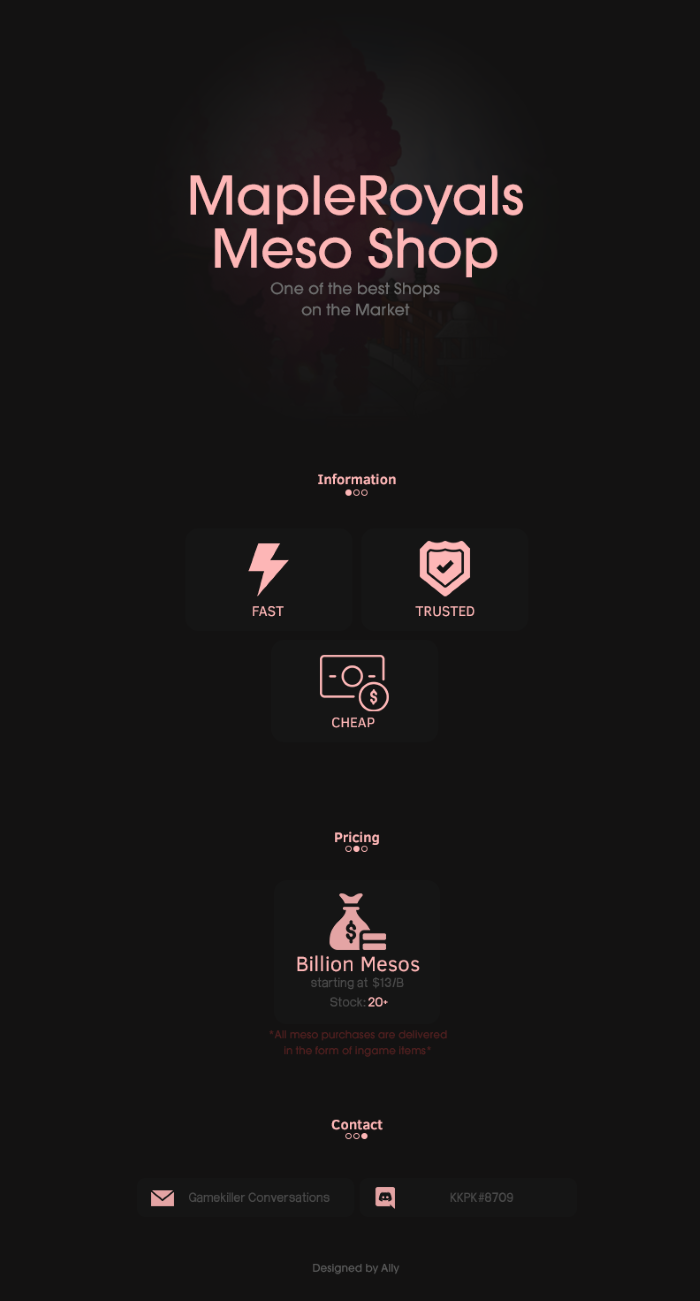 MapleRoyals
Meso Shop
One of the best Shops
on the Market
Information
FAST
TRUSTED
$
CHEAP
Pricing
$
Billion Mesos
starting at $13/B
Stock: 20+
*All meso purchases are delivered
in the form of ingame items*
Contact
Gamekiller Conversations
KKPK#8709
Designed by Ally